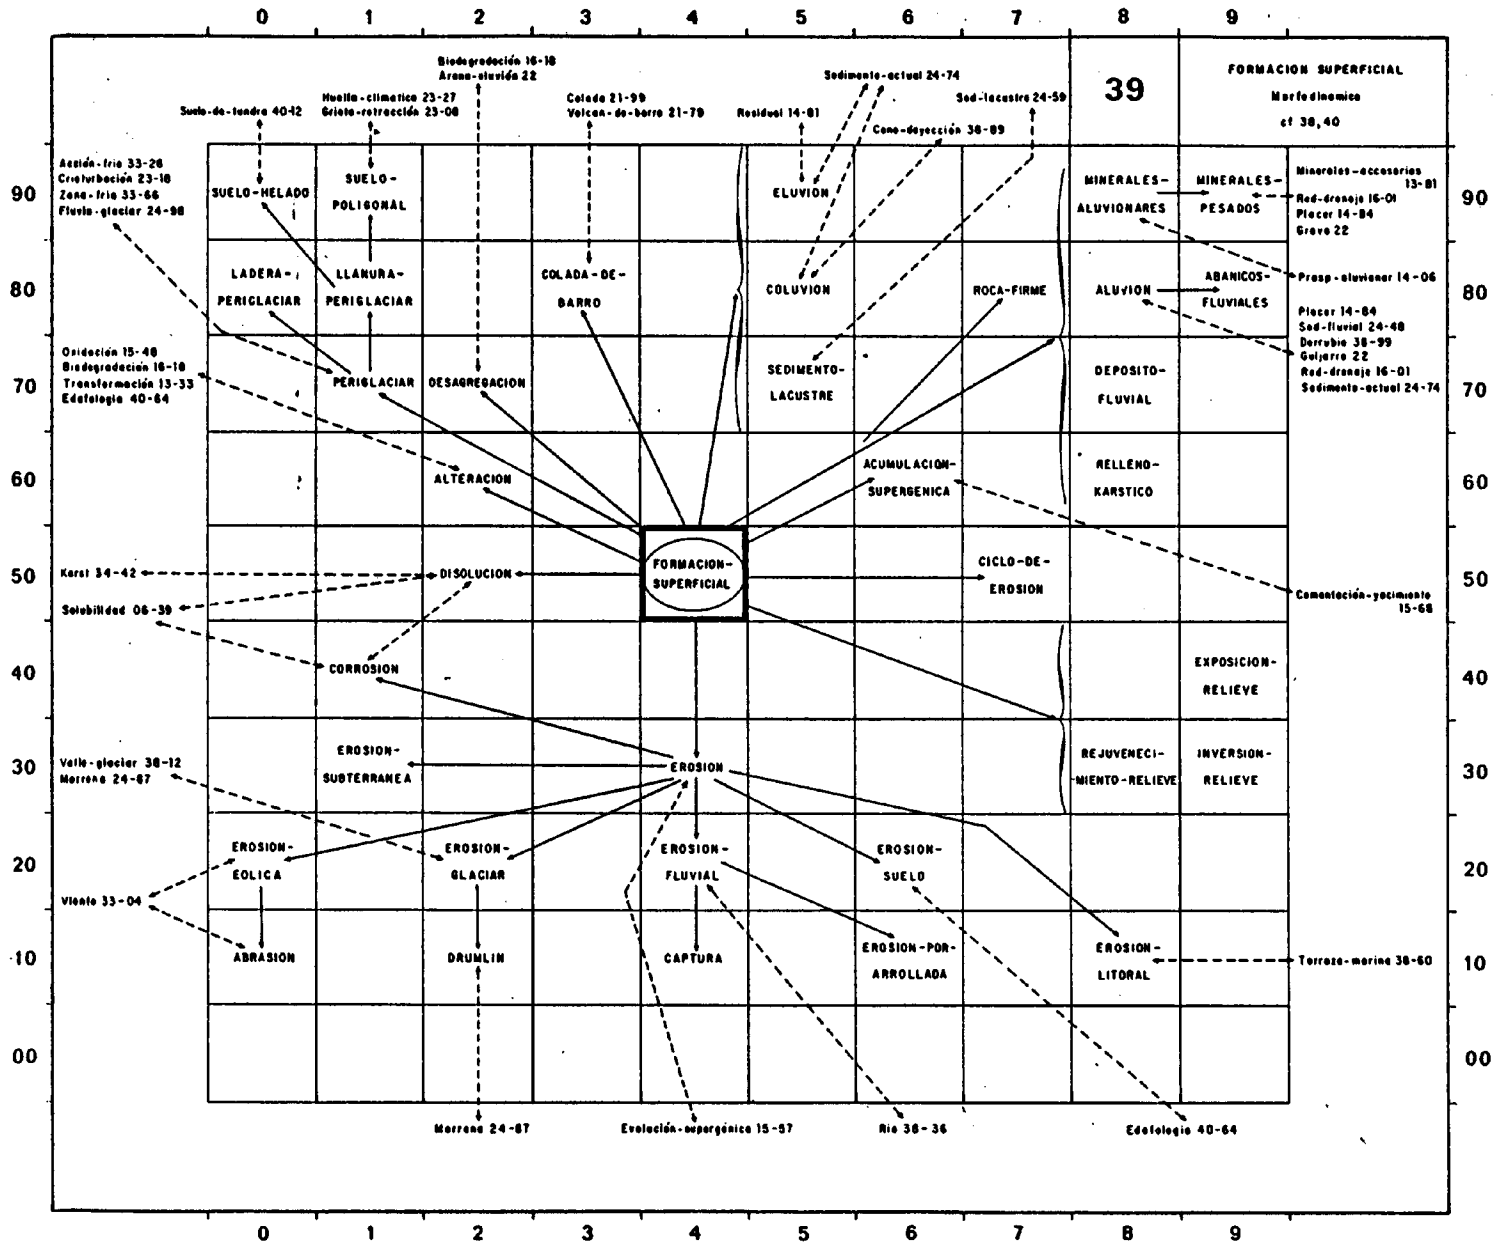 0 1 2 3 4 5 6 7 8 9
39
FORMACION SUPERFICIAL
Morfodinamica
cf 38,40
Biodegradación 16-18
Arena-aluvión 22
Sedimento-actual 24-74
Suelo-de-tundra 40-12
Huella-climatica 23-27
Grieta-retracción 23-08
Colada 21-99
Volcan-de-barro 21-79
Residual 14-81
Cono-deyección 38-89
Sed-lacustre 24-59
Acción-frio 33-26
Crioturbación 23-18
Zona-frio 33-66
Fluvio-glaciar 24-98
90
SUELO-HELADO
SUELO-
POLIGONAL
ELUVION
MINERALES-
ALUVIONARES
MINERALES-
PESADOS
Minerales-accesorios
13-81
Red-drenaje 16-01
Placer 14-84
Grava 22
90
80
LADERA-
PERIGLACIAR
LLANURA-
PERIGLACIAR
COLADA-DE-
BARRO
COLUVION
ROCA-FIRME
ALUVION
ABANICOS-
FLUVIALES
Prosp-aluvionar 14-06
80
Placer 14-84
Sed-fluvial 24-48
Derrubio 38-99
Guijarro 22
Red-drenaje 16-01
Sedimento-actual 24-74
Oxidación 15-48
Biodegradación 16-18
Transformación 13-33
Edafologia 40-64
70
PERIGLACIAR
DESAGREGACION
SEDIMENTO-
LACUSTRE
DEPOSITO-
FLUVIAL
70
60
ALTERACION
ACUMULACION-
SUPERGENICA
RELLENO-
KARSTICO
60
Karst 34-42
50
DISOLUCION
FORMACION-
SUPERFICIAL
CICLO-DE-
EROSION
50
Cementación-yacimiento
15-68
Solubilidad 06-39
40
CORROSION
EXPOSICION-
RELIEVE
40
Valle-glaciar 38-12
Morrena 24-87
30
EROSION-
SUBTERRANEA
EROSION
REJUVENECI-
MIENTO-RELIEVE
INVERSION-
RELIEVE
30
20
EROSION-
EOLICA
EROSION-
GLACIAR
EROSION-
FLUVIAL
EROSION-
SUELO
20
Viento 33-04
10
ABRASION
DRUMLIN
CAPTURA
EROSION-POR-
ARROLLADA
EROSION-
LITORAL
Terraza-marina 38-60
10
00
00
Morrena 24-87
Evolución-supergénica 15-57
Rio 38-36
Edafologia 40-64
0 1 2 3 4 5 6 7 8 9